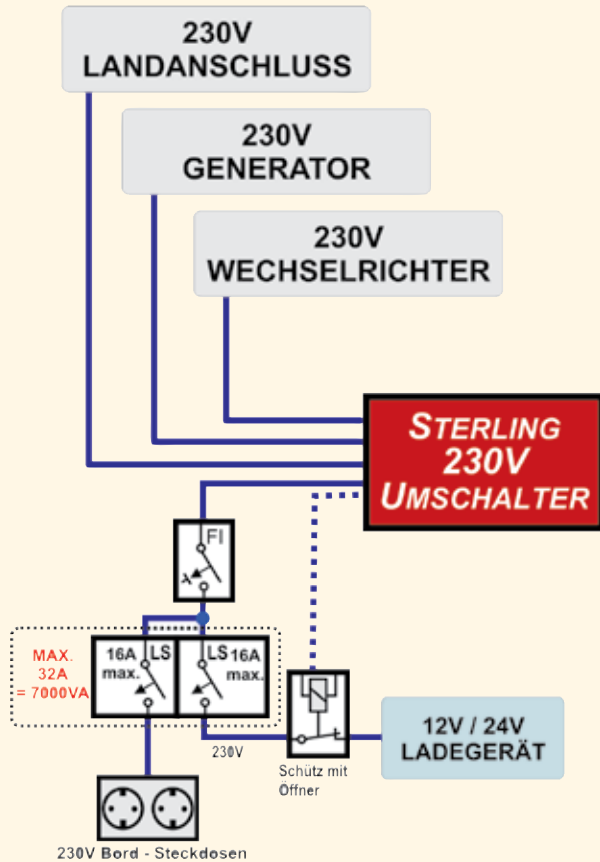 230V
LANDANSCHLUSS
230V
GENERATOR
230V
WECHSELRICHTER
STERLING
230V
UMSCHALTER
FI
MAX.
32A
= 7000VA
16A LS
max.
LS 16A
max.
230V
Schütz mit
Öffner
12V / 24V
LADEGERÄT
230V Bord - Steckdosen